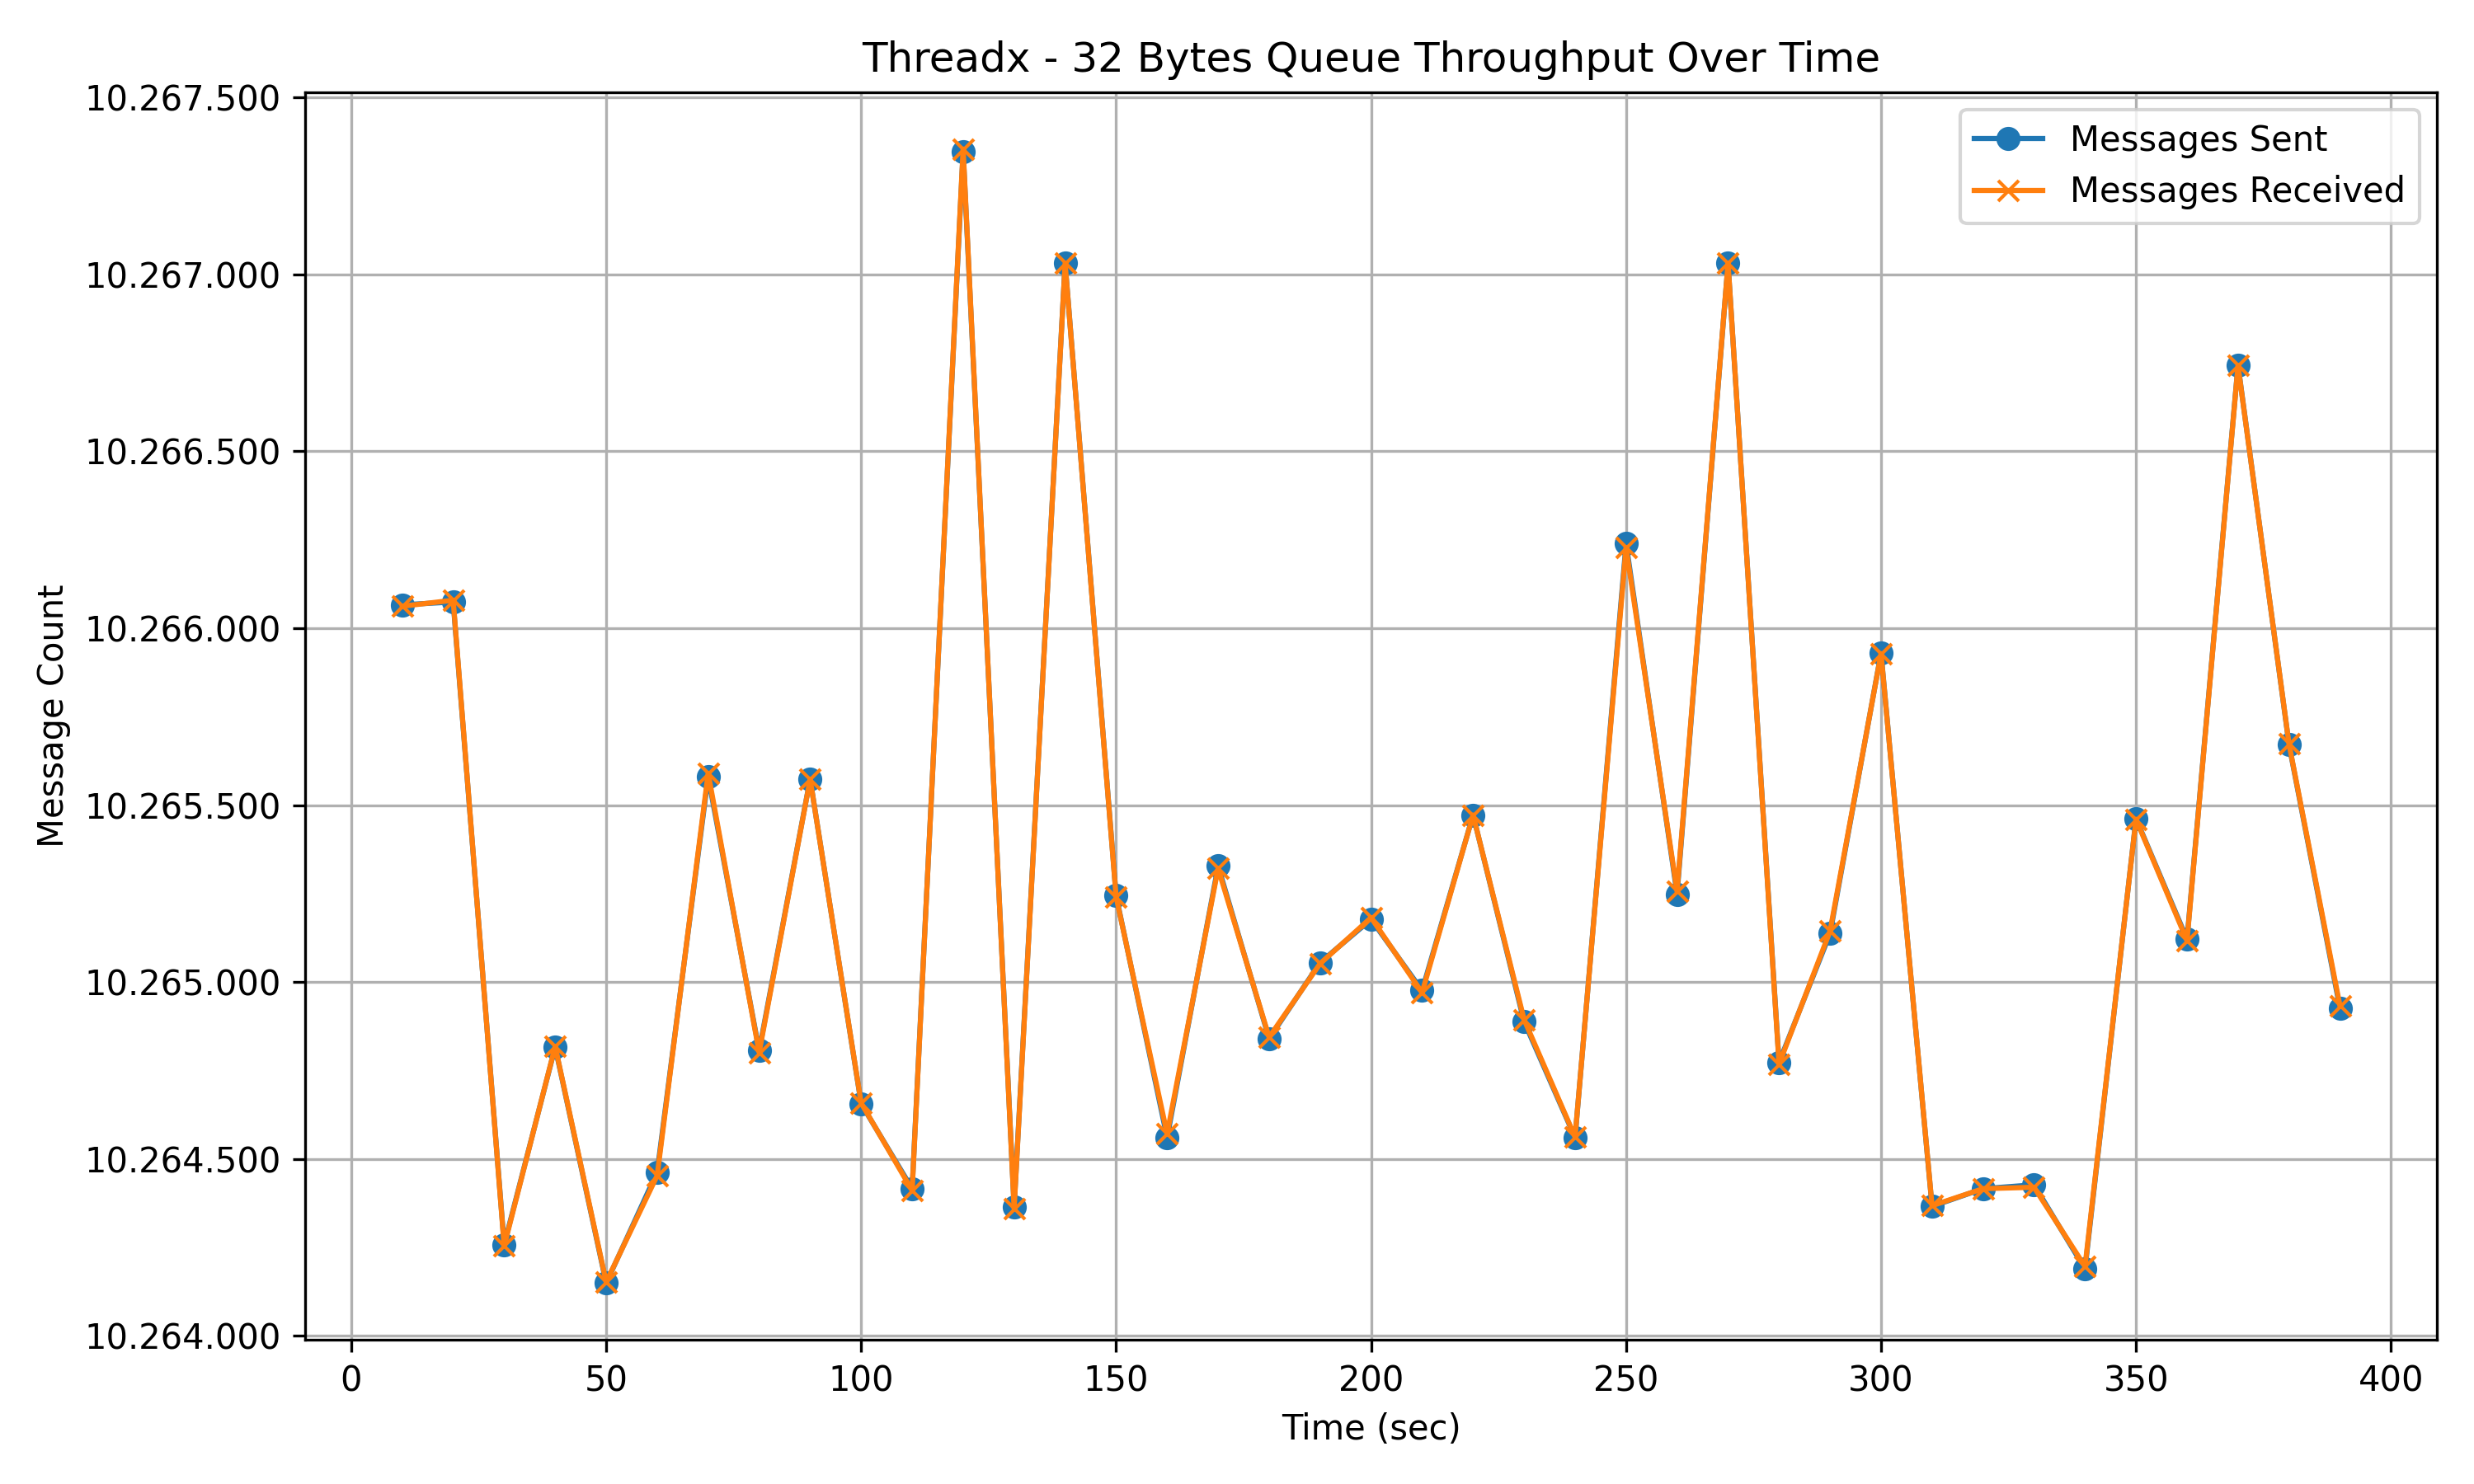 Threadx - 32 Bytes Queue Throughput Over Time
10.267.500
10.267.000
10.266.500
10.266.000
10.265.500
10.265.000
10.264.500
10.264.000
Message Count
Messages Sent
Messages Received
0 50 100 150 200 250 300 350 400
Time (sec)